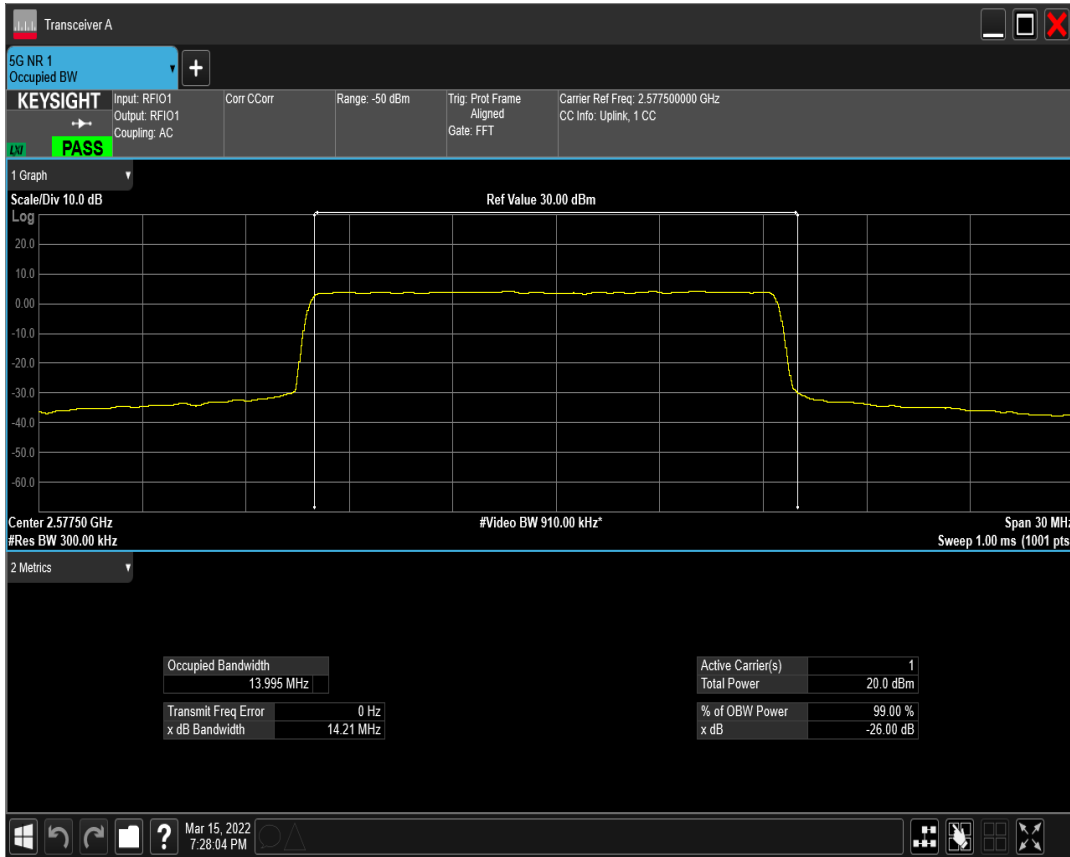 Transceiver A
5G NR 1
Occupied BW
KEYSIGHT
LXI
PASS
Input: RFIO1
Output: RFIO1
Coupling: AC
Corr CCorr
Range: -50 dBm
Trig: Prot Frame
Aligned
Gate: FFT
Carrier Ref Freq: 2.577500000 GHz
CC Info: Uplink, 1 CC
1 Graph
Scale/Div 10.0 dB
Ref Value 30.00 dBm
Log
20.0
10.0
0.00
-10.0
-20.0
-30.0
-40.0
-50.0
-60.0
Center 2.57750 GHz
#Video BW 910.00 kHz*
Span 30 MHz
#Res BW 300.00 kHz
Sweep 1.00 ms (1001 pts
2 Metrics
Occupied Bandwidth
13.995 MHz
Transmit Freq Error 0 Hz
x dB Bandwidth 14.21 MHz
Active Carrier(s) 1
Total Power 20.0 dBm
% of OBW Power 99.00 %
x dB -26.00 dB
?
Mar 15, 2022
7:28:04 PM